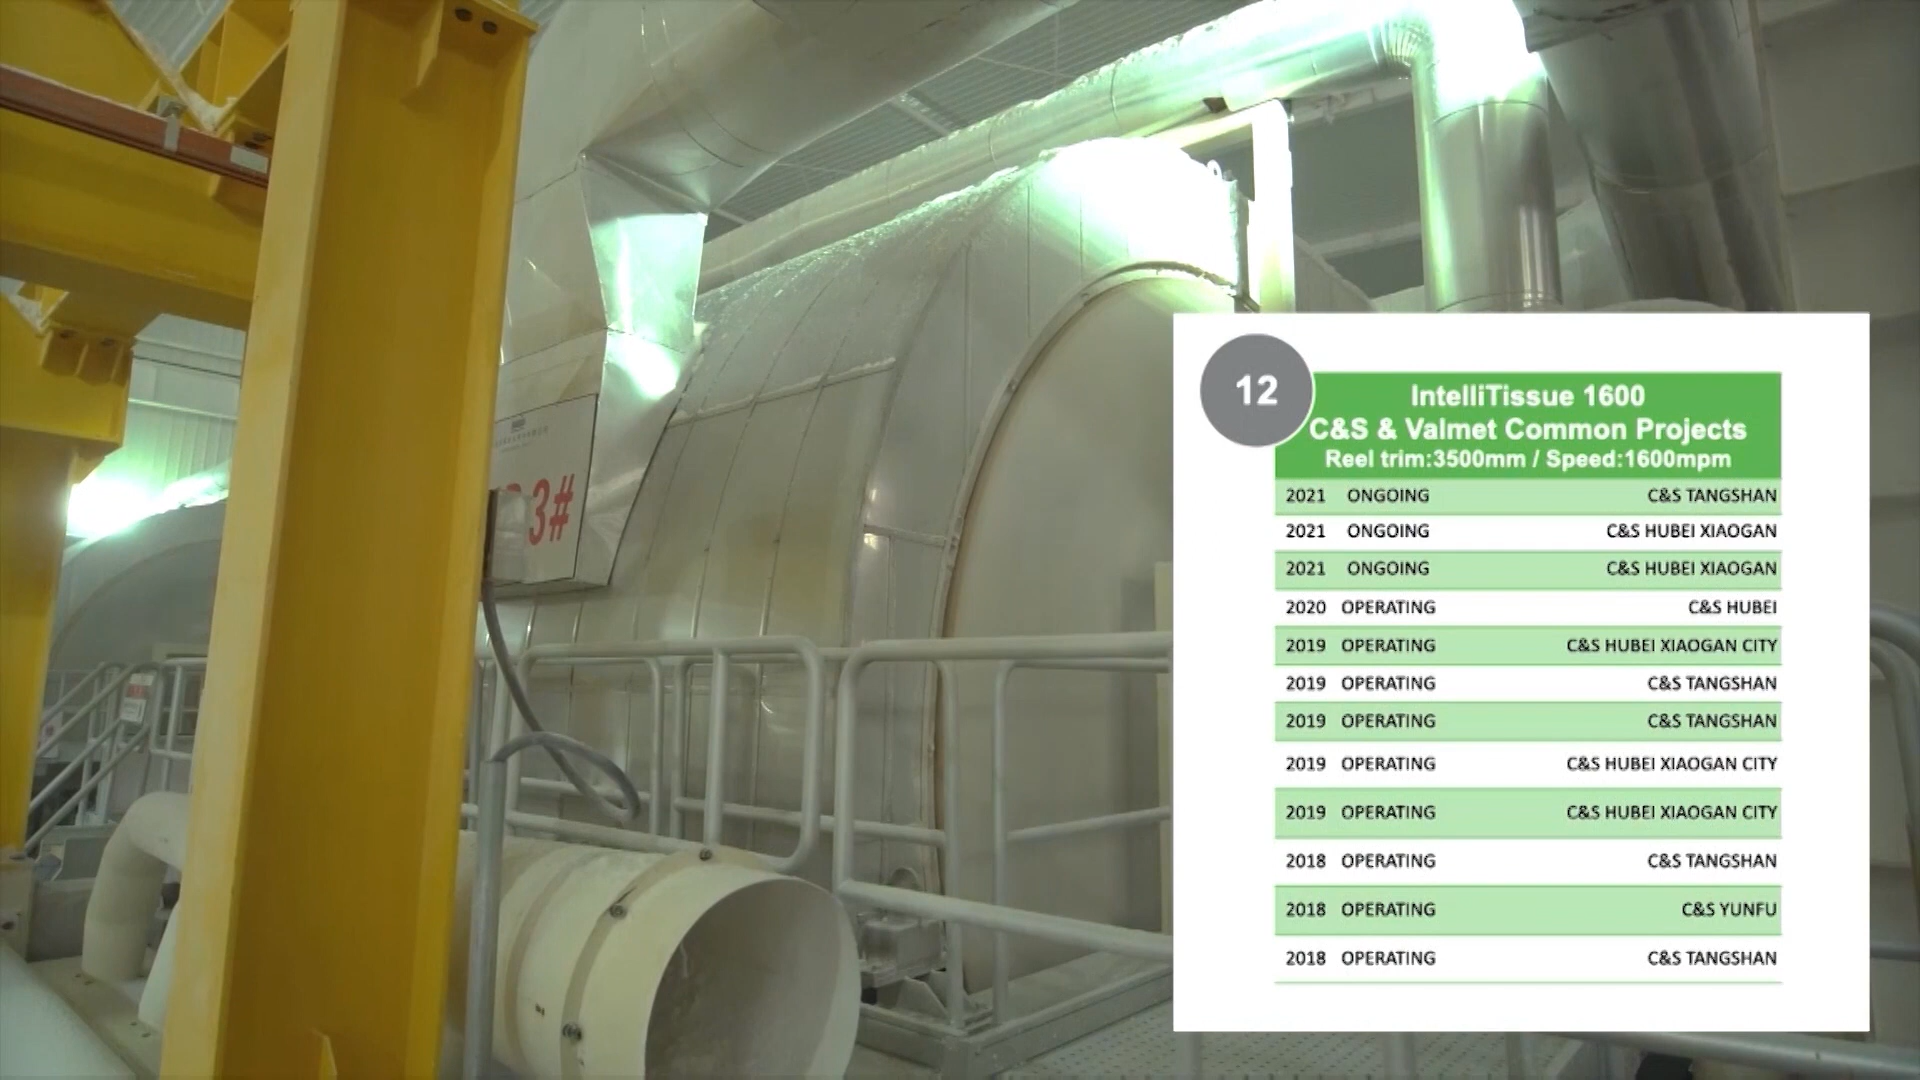 3#
12
IntelliTissue 1600
C&S & Valmet Common Projects
Reel trim:3500mm / Speed:1600mpm
2021 ONGOING C&S TANGSHAN
2021 ONGOING C&S HUBEI XIAOGAN
2021 ONGOING C&S HUBEI XIAOGAN
2020 OPERATING C&S HUBEI
2019 OPERATING C&S HUBEI XIAOGAN CITY
2019 OPERATING C&S TANGSHAN
2019 OPERATING C&S TANGSHAN
2019 OPERATING C&S HUBEI XIAOGAN CITY
2019 OPERATING C&S HUBEI XIAOGAN CITY
2018 OPERATING C&S TANGSHAN
2018 OPERATING C&S YUNFU
2018 OPERATING C&S TANGSHAN